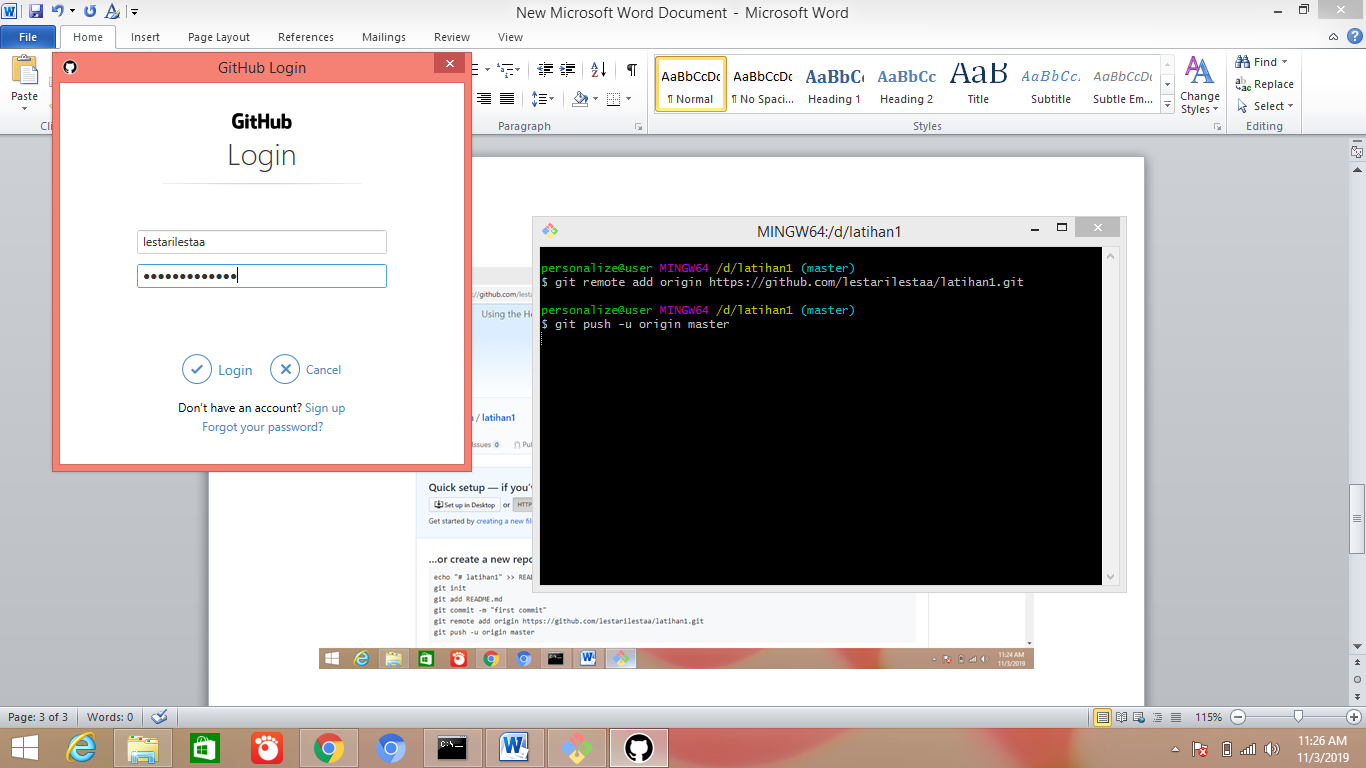 New Microsoft Word Document - Microsoft Word
File Home Insert Page Layout References Mailings Review View
Paste
Paragraph
AaBbCcDc AaBbCcDc AaBbCc AaBbCc AaB AaBbCc. AaBbCcDc
¶ Normal ¶ No Spaci... Heading 1 Heading 2 Title Subtitle Subtle Em...
Change
Styles
Styles
Find
Replace
Select
Editing
GitHub Login
GitHub
Login
lestarilestaa
Login Cancel
Don't have an account? Sign up
Forgot your password?
MINGW64:/d/latihan1
personalize@user MINGW64 /d/latihan1 (master)
$ git remote add origin https://github.com/lestarilestaa/latihan1.git
personalize@user MINGW64 /d/latihan1 (master)
$ git push -u origin master
//github.com/lesta
Using the He
/ latihan1
Issues 0 Pul
Quick setup — if you'v
Set up in Desktop or HTTP
Get started by creating a new fil
...or create a new repo
echo "# latihan1" >> READ
git init
git add README.md
git commit -m "first commit"
git remote add origin https://github.com/lestarilestaa/latihan1.git
git push -u origin master
11:24 AM
11/3/2019
Page: 3 of 3 Words: 0 115%
11:26 AM
11/3/2019